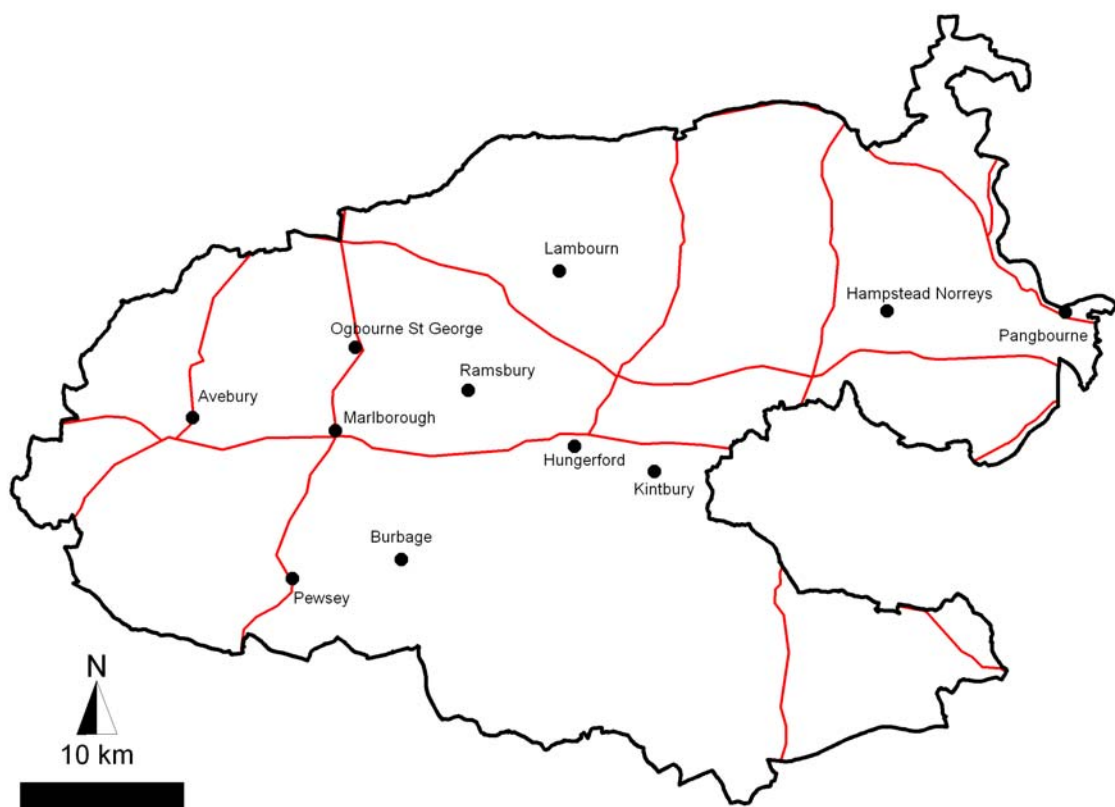 Lambourn
Hampstead Norreys
Ogbourne St George
Pangbourne
Ramsbury
Avebury
Marlborough
Hungerford
Kintbury
Burbage
Pewsey
N
10 km